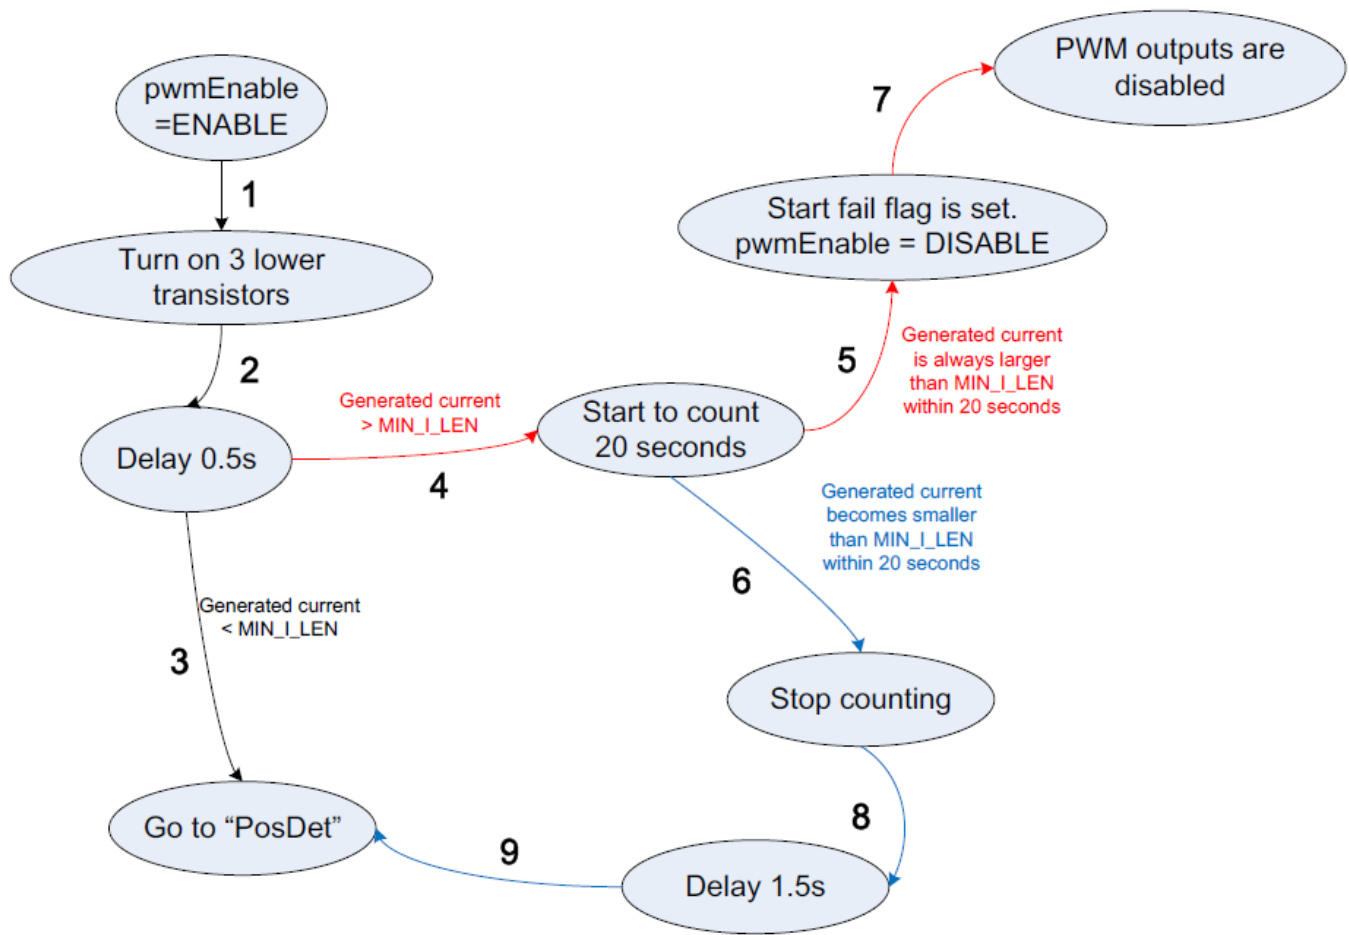 pwmEnable
=ENABLE
1
Turn on 3 lower
transistors
2
Delay 0.5s
Generated current
< MIN_I_LEN
3
Go to “PosDet”
Generated current
> MIN_I_LEN
4
Start to count
20 seconds
5
Generated current
is always larger
than MIN_I_LEN
within 20 seconds
Start fail flag is set.
pwmEnable = DISABLE
7
PWM outputs are
disabled
Generated current
becomes smaller
than MIN_I_LEN
within 20 seconds
6
Stop counting
8
Delay 1.5s
9